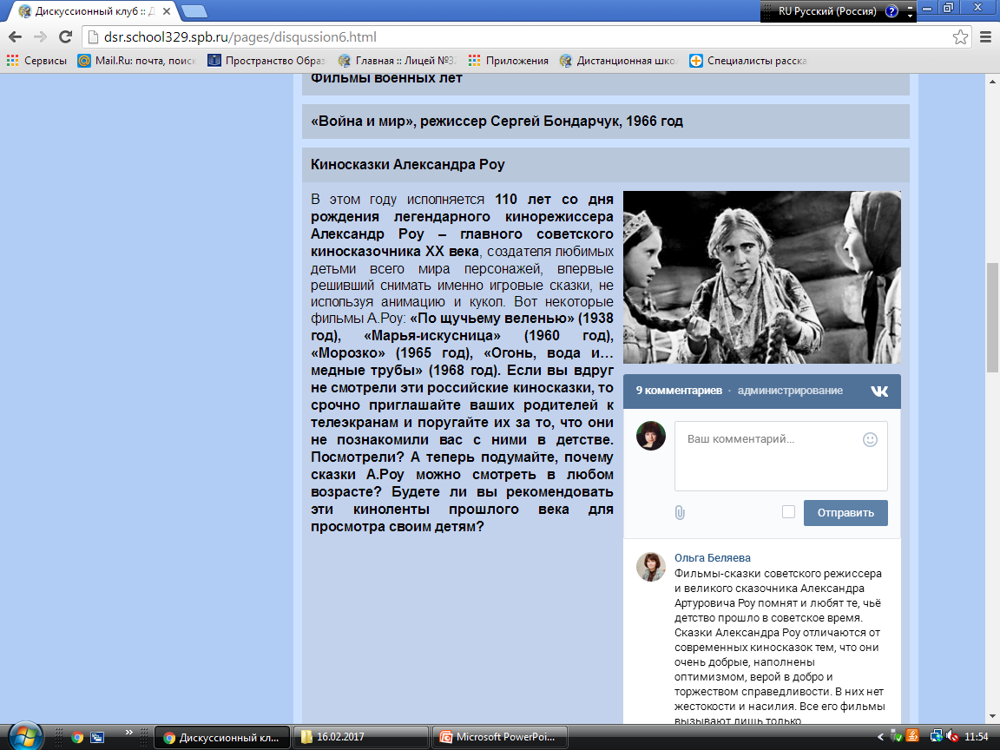 Дискуссионный клуб :: Д
RU Русский (Россия)
dsr.school329.spb.ru/pages/disqussion6.html
Сервисы
Mail.Ru: почта, поиск
Пространство Образ
Главная :: Лицей №3
Приложения
Дистанционная шко
Специалисты расска
Фильмы военных лет
«Война и мир», режиссер Сергей Бондарчук, 1966 год
Киносказки Александра Роу
В этом году исполняется 110 лет со дня
рождения легендарного кинорежиссера
Александр Роу – главного советского
киносказочника XX века, создателя любимых
детьми всего мира персонажей, впервые
решивший снимать именно игровые сказки, не
используя анимацию и кукол. Вот некоторые
фильмы А.Роу: «По щучьему веленью» (1938
год), «Марья-искусница» (1960 год),
«Морозко» (1965 год), «Огонь, вода и…
медные трубы» (1968 год). Если вы вдруг
не смотрели эти российские киносказки, то
срочно приглашайте ваших родителей к
телеэкранам и поругайте их за то, что они
не познакомили вас с ними в детстве.
Посмотрели? А теперь подумайте, почему
сказки А.Роу можно смотреть в любом
возрасте? Будете ли вы рекомендовать
эти киноленты прошлого века для
просмотра своим детям?
9 комментариев · администрирование
Ваш комментарий...
Отправить
Ольга Беляева
Фильмы-сказки советского режиссера
и великого сказочника Александра
Артуровича Роу помнят и любят те, чьё
детство прошло в советское время.
Сказки Александра Роу отличаются от
современных киносказок тем, что они
очень добрые, наполнены
оптимизмом, верой в добро и
торжеством справедливости. В них нет
жестокости и насилия. Все его фильмы
вызывают лишь только
Дискуссионный кл...
16.02.2017
Microsoft PowerPoi...
11:54